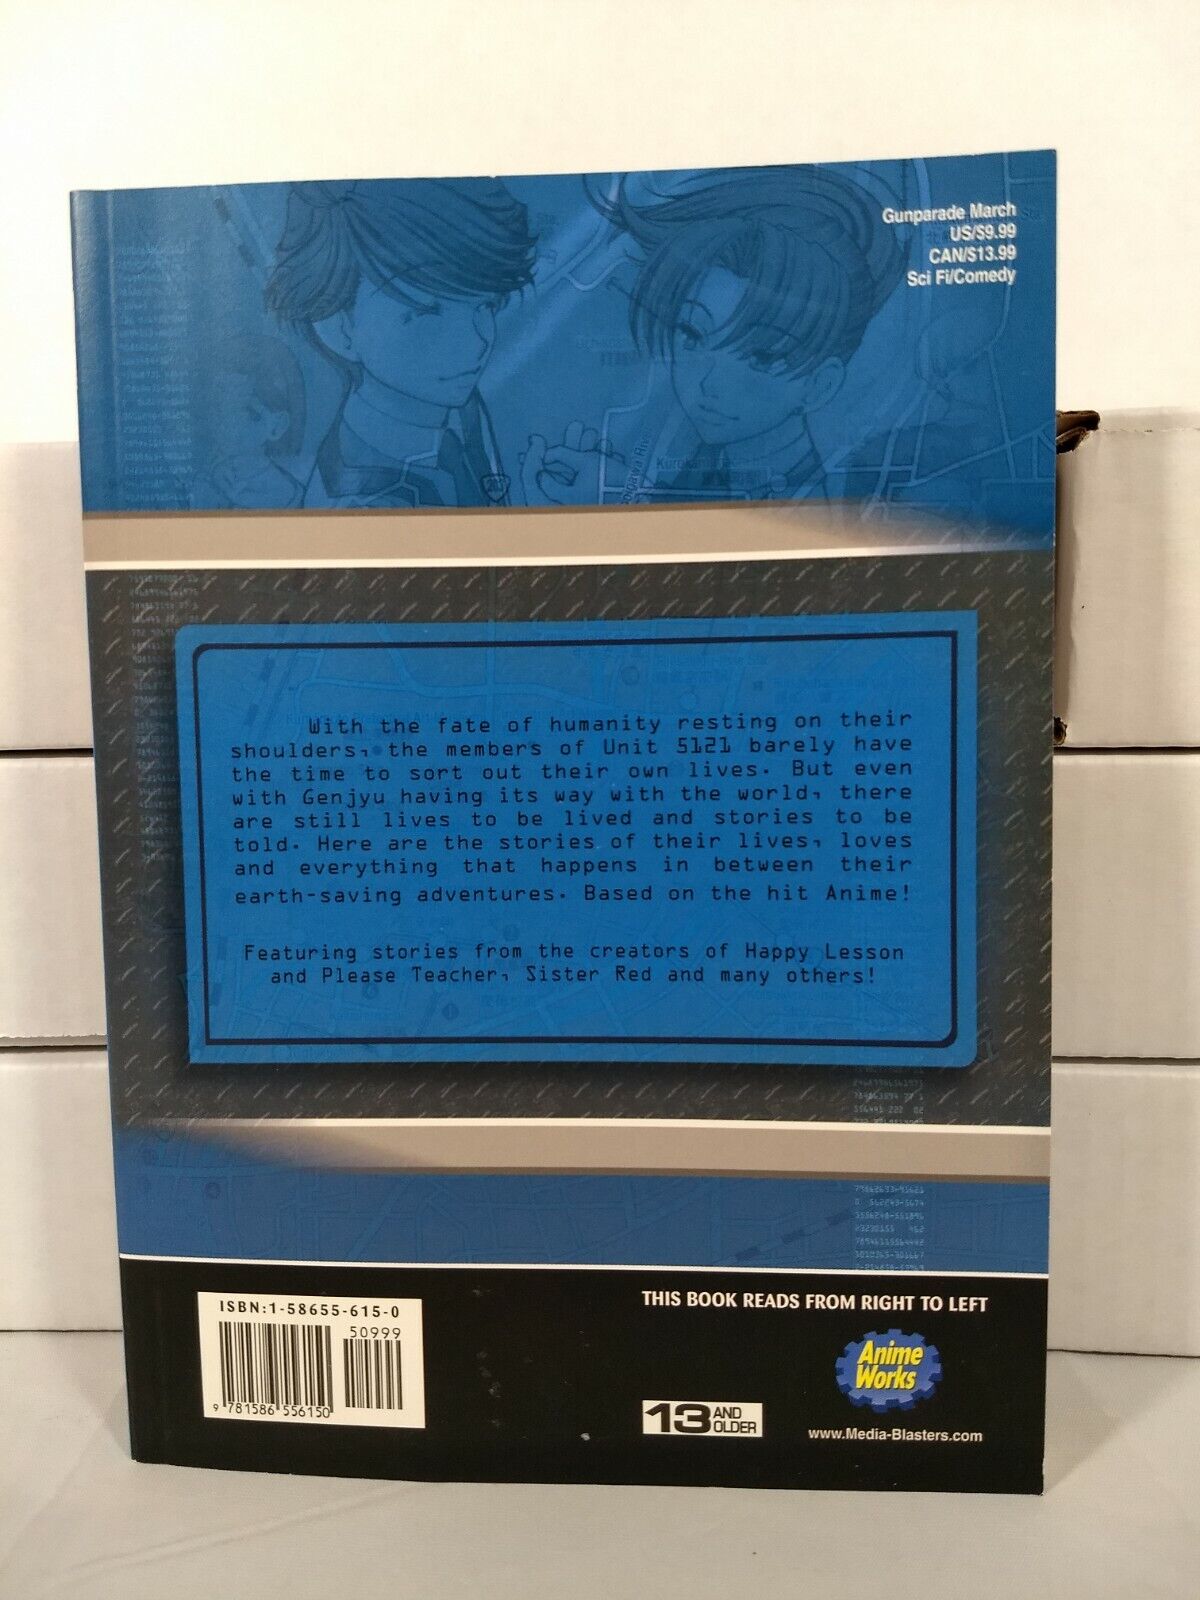 Gunparade March
US/$9.99
CAN/$13.99
Sci Fi/Comedy
With the fate of humanity resting on their
shoulders, the members of Unit 5121 barely have
the time to sort out their own lives. But even
with Genjyu having its way with the world, there
are still lives to be lived and stories to be
told. Here are the stories of their lives, loves
and everything that happens in between their
earth-saving adventures. Based on the hit Anime!
Featuring stories from the creators of Happy Lesson
and Please Teacher, Sister Red and many others!
ISBN:1-58655-615-0
50999
9 781586 556150
THIS BOOK READS FROM RIGHT TO LEFT
Anime
Works
13 AND
OLDER
www.Media-Blasters.com